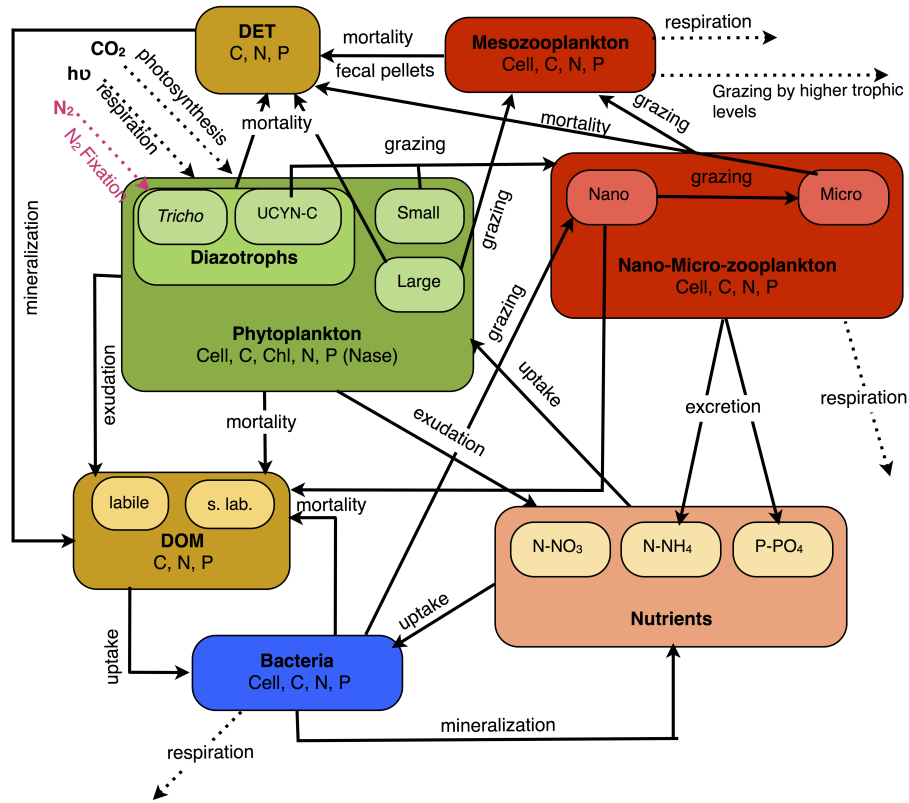 DET
C, N, P
Mesozooplankton
Cell, C, N, P
respiration
Grazing by higher trophic
levels
mortality
fecal pellets
CO₂
hυ
N₂
photosynthesis
respiration
N₂ Fixation
mortality
grazing
mortality
grazing
Tricho
UCYN-C
Diazotrophs
Small
Large
Phytoplankton
Cell, C, Chl, N, P (Nase)
grazing
grazing
Nano
grazing
Micro
Nano-Micro-zooplankton
Cell, C, N, P
mineralization
exudation
mortality
exudation
uptake
excretion
respiration
labile
s. lab.
DOM
C, N, P
mortality
N-NO₃
N-NH₄
P-PO₄
Nutrients
uptake
uptake
Bacteria
Cell, C, N, P
respiration
mineralization